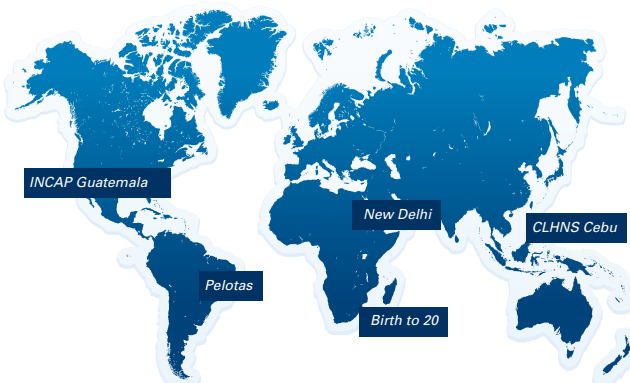 INCAP Guatemala
New Delhi
CLHNS Cebu
Pelotas
Birth to 20